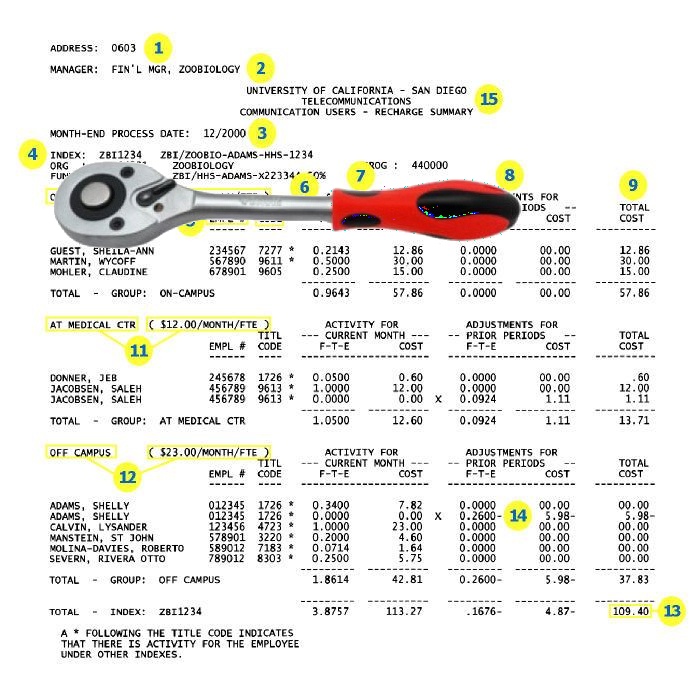 ADDRESS: 0603 1
MANAGER: FIN'L MGR, ZOOBIOLOGY 2
UNIVERSITY OF CALIFORNIA - SAN DIEGO
TELECOMMUNICATIONS 15
COMMUNICATION USERS - RECHARGE SUMMARY
MONTH-END PROCESS DATE: 12/2000 3
4 INDEX: ZBI1234 ZBI/ZOOBIO-ADAMS-HHS-1234
ORG ZOOBIOLOGY ROG : 440000
FUN ZBI/HHS-ADAMS-X22334 0%
6 7 8 9
TS FOR
IODS -- TOTAL
COST COST
GUEST, SHEILA-ANN 234567 7277 * 0.2143 12.86 0.0000 00.00 12.86
MARTIN, WYCOFF 567890 9611 * 0.5000 30.00 0.0000 00.00 30.00
MOHLER, CLAUDINE 678901 9605 0.2500 15.00 0.0000 00.00 15.00
TOTAL - GROUP: ON-CAMPUS 0.9643 57.86 0.0000 00.00 57.86
AT MEDICAL CTR ( $12.00/MONTH/FTE ) ACTIVITY FOR ADJUSTMENTS FOR
TITL --- CURRENT MONTH --- -- PRIOR PERIODS -- TOTAL
11 EMPL # CODE F-T-E COST F-T-E COST COST
DONNER, JEB 245678 1726 * 0.0500 0.60 0.0000 00.00 .60
JACOBSEN, SALEH 456789 9613 * 1.0000 12.00 0.0000 00.00 12.00
JACOBSEN, SALEH 456789 9613 * 0.0000 0.00 X 0.0924 1.11 1.11
TOTAL - GROUP: AT MEDICAL CTR 1.0500 12.60 0.0924 1.11 13.71
OFF CAMPUS ( $23.00/MONTH/FTE ) ACTIVITY FOR ADJUSTMENTS FOR
TITL --- CURRENT MONTH --- -- PRIOR PERIODS -- TOTAL
12 EMPL # CODE F-T-E COST F-T-E COST COST
ADAMS, SHELLY 012345 1726 * 0.3400 7.82 0.0000 00.00 00.00
ADAMS, SHELLY 012345 1726 * 0.0000 0.00 X 0.2600- 14 5.98- 5.98-
CALVIN, LYSANDER 123456 4723 * 1.0000 23.00 0.0000 00.00 00.00
MANSTEIN, ST JOHN 578901 3220 * 0.2000 4.60 0.0000 00.00 00.00
MOLINA-DAVIES, ROBERTO 589012 7183 * 0.0714 1.64 0.0000 00.00 00.00
SEVERN, RIVERA OTTO 789012 8303 * 0.2500 5.75 0.0000 00.00 00.00
TOTAL - GROUP: OFF CAMPUS 1.8614 42.81 0.2600- 5.98- 37.83
TOTAL - INDEX: ZBI1234 3.8757 113.27 .1676- 4.87- 109.40 13
A * FOLLOWING THE TITLE CODE INDICATES
THAT THERE IS ACTIVITY FOR THE EMPLOYEE
UNDER OTHER INDEXES.